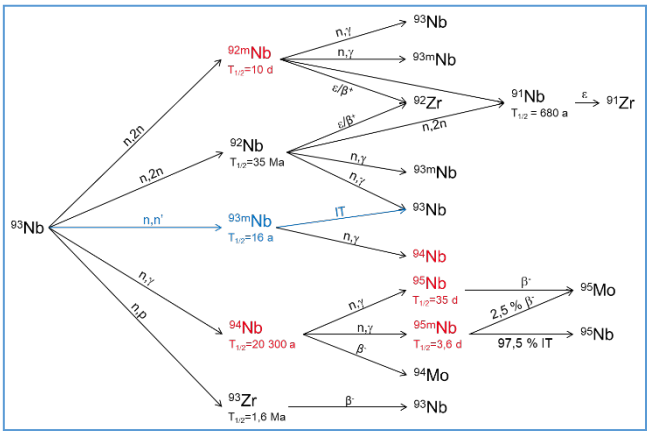 ⁹³Nb
n,γ
⁹²ᵐNb
T₁/₂=10 d
n,γ
⁹³ᵐNb
ε/β⁺
⁹²Zr
⁹¹Nb
T₁/₂ = 680 a
ε
⁹¹Zr
n,2n
ε/β⁺
n,2n
⁹²Nb
T₁/₂=35 Ma
n,2n
n,γ
⁹³ᵐNb
n,γ
⁹³Nb
⁹³Nb
n,n'
⁹³ᵐNb
T₁/₂=16 a
IT
n,γ
⁹⁴Nb
n,γ
⁹⁵Nb
T₁/₂=35 d
β⁻
⁹⁵Mo
n,γ
2,5 % β⁻
⁹⁴Nb
T₁/₂=20 300 a
n,γ
⁹⁵ᵐNb
T₁/₂=3,6 d
97,5 % IT
⁹⁵Nb
β⁻
⁹⁴Mo
n,p
⁹³Zr
T₁/₂=1,6 Ma
β⁻
⁹³Nb